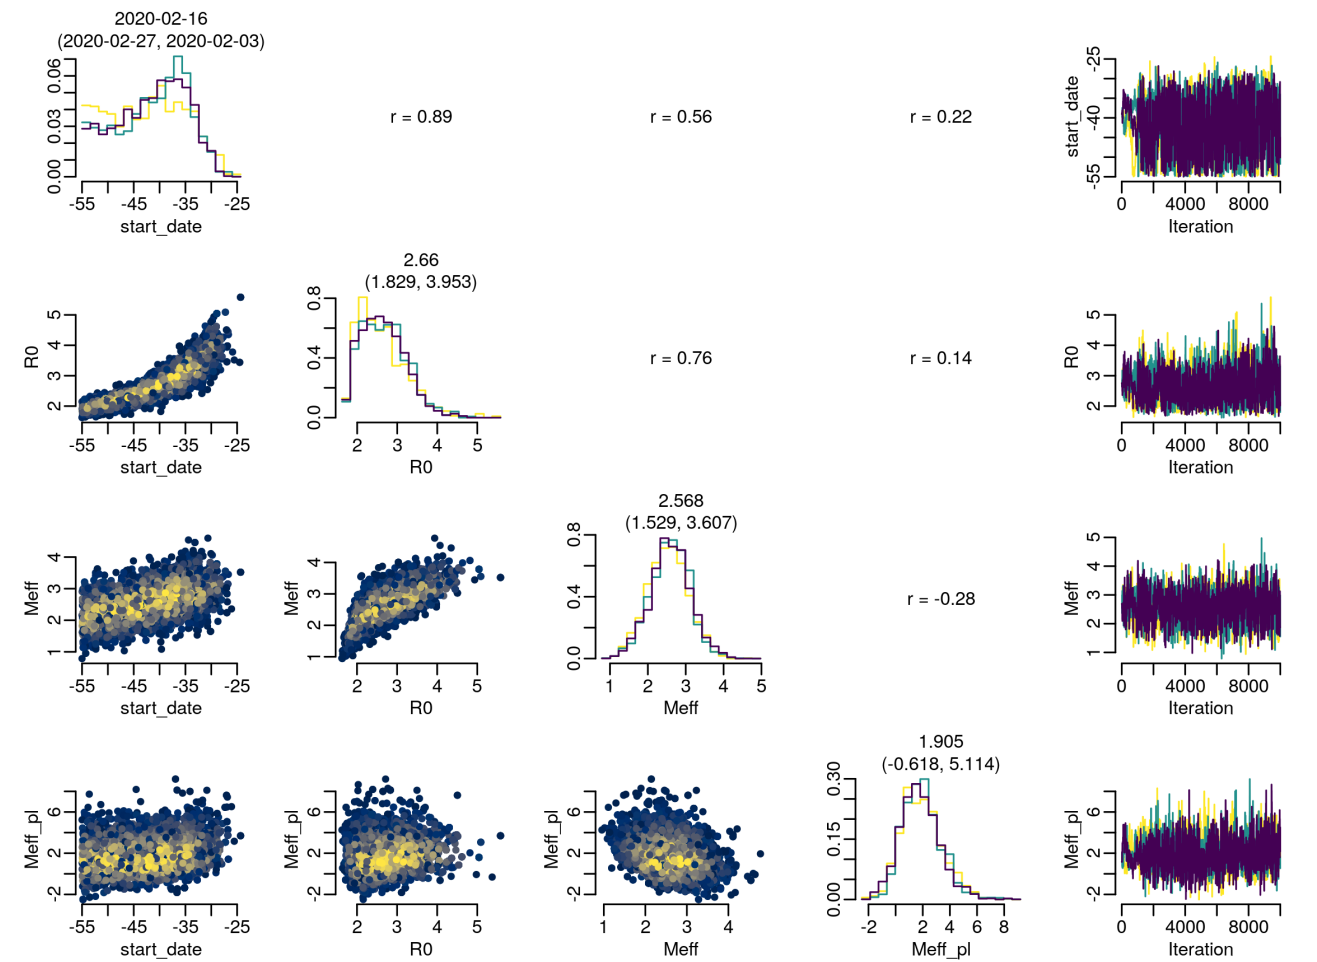 2020-02-16
(2020-02-27, 2020-02-03)
0.00 0.03 0.06
-55 -45 -35 -25
start_date
r = 0.89
r = 0.56
r = 0.22
start_date
-55 -40 -25
0 4000 8000
Iteration
R0
2 3 4 5
-55 -45 -35 -25
start_date
2.66
(1.829, 3.953)
0.0 0.4 0.8
2 3 4 5
R0
r = 0.76
r = 0.14
R0
2 3 4 5
0 4000 8000
Iteration
Meff
1 2 3 4
-55 -45 -35 -25
start_date
Meff
1 2 3 4
2 3 4 5
R0
2.568
(1.529, 3.607)
0.0 0.4 0.8
1 2 3 4 5
Meff
r = -0.28
Meff
1 2 3 4 5
0 4000 8000
Iteration
Meff_pl
-2 2 6
-55 -45 -35 -25
start_date
Meff_pl
-2 2 6
2 3 4 5
R0
Meff_pl
-2 2 6
1 2 3 4
Meff
1.905
(-0.618, 5.114)
0.00 0.15 0.30
-2 2 4 6 8
Meff_pl
Meff_pl
-2 2 6
0 4000 8000
Iteration